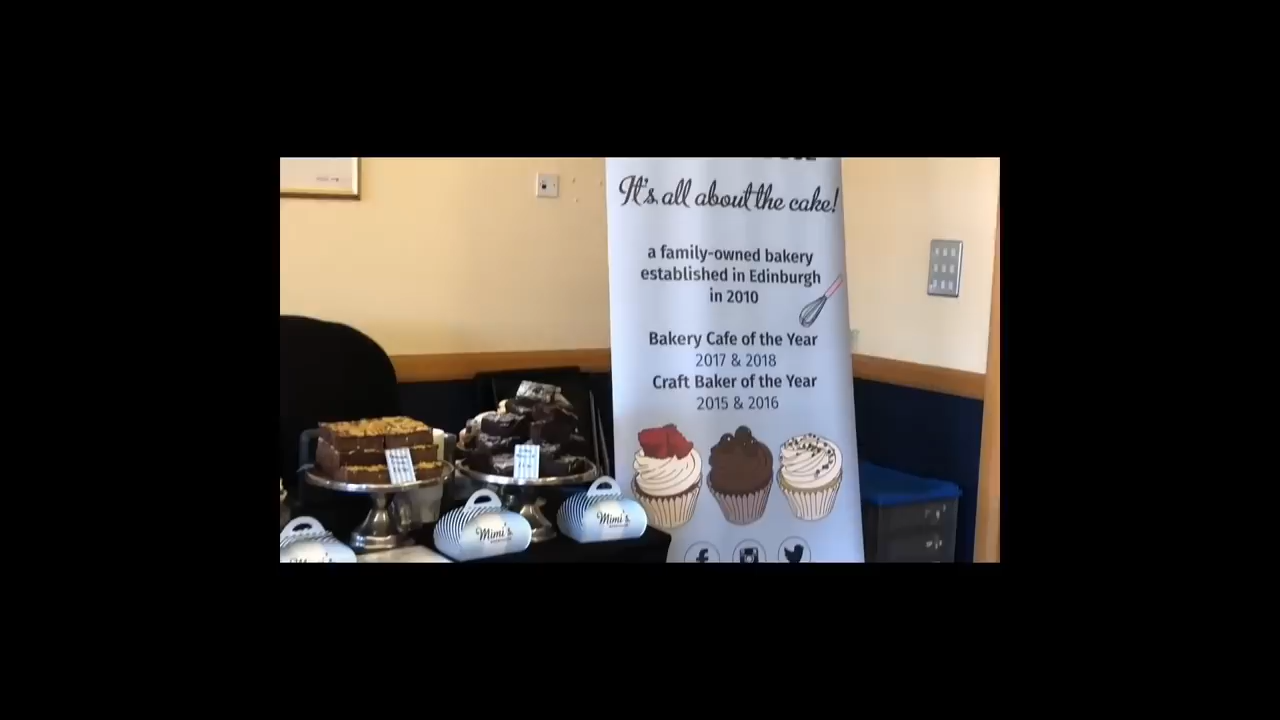 It's all about the cake!
a family-owned bakery
established in Edinburgh
in 2010
Bakery Cafe of the Year
2017 & 2018
Craft Baker of the Year
2015 & 2016
Mimi's
Mimi's
Mimi's